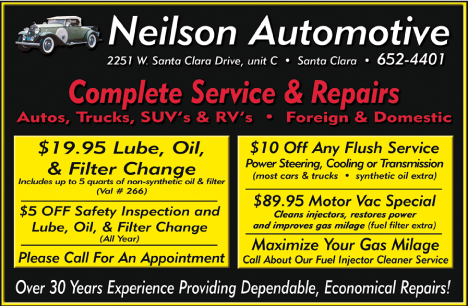 Neilson Automotive
2251 W. Santa Clara Drive, unit C • Santa Clara • 652-4401
Complete Service & Repairs
Autos, Trucks, SUV's & RV's • Foreign & Domestic
$19.95 Lube, Oil,
& Filter Change
Includes up to 5 quarts of non-synthetic oil & filter
(Val # 266)
$5 OFF Safety Inspection and
Lube, Oil, & Filter Change
(All Year)
Please Call For An Appointment
$10 Off Any Flush Service
Power Steering, Cooling or Transmission
(most cars & trucks • synthetic oil extra)
$89.95 Motor Vac Special
Cleans injectors, restores power
and improves gas milage (fuel filter extra)
Maximize Your Gas Milage
Call About Our Fuel Injector Cleaner Service
Over 30 Years Experience Providing Dependable, Economical Repairs!